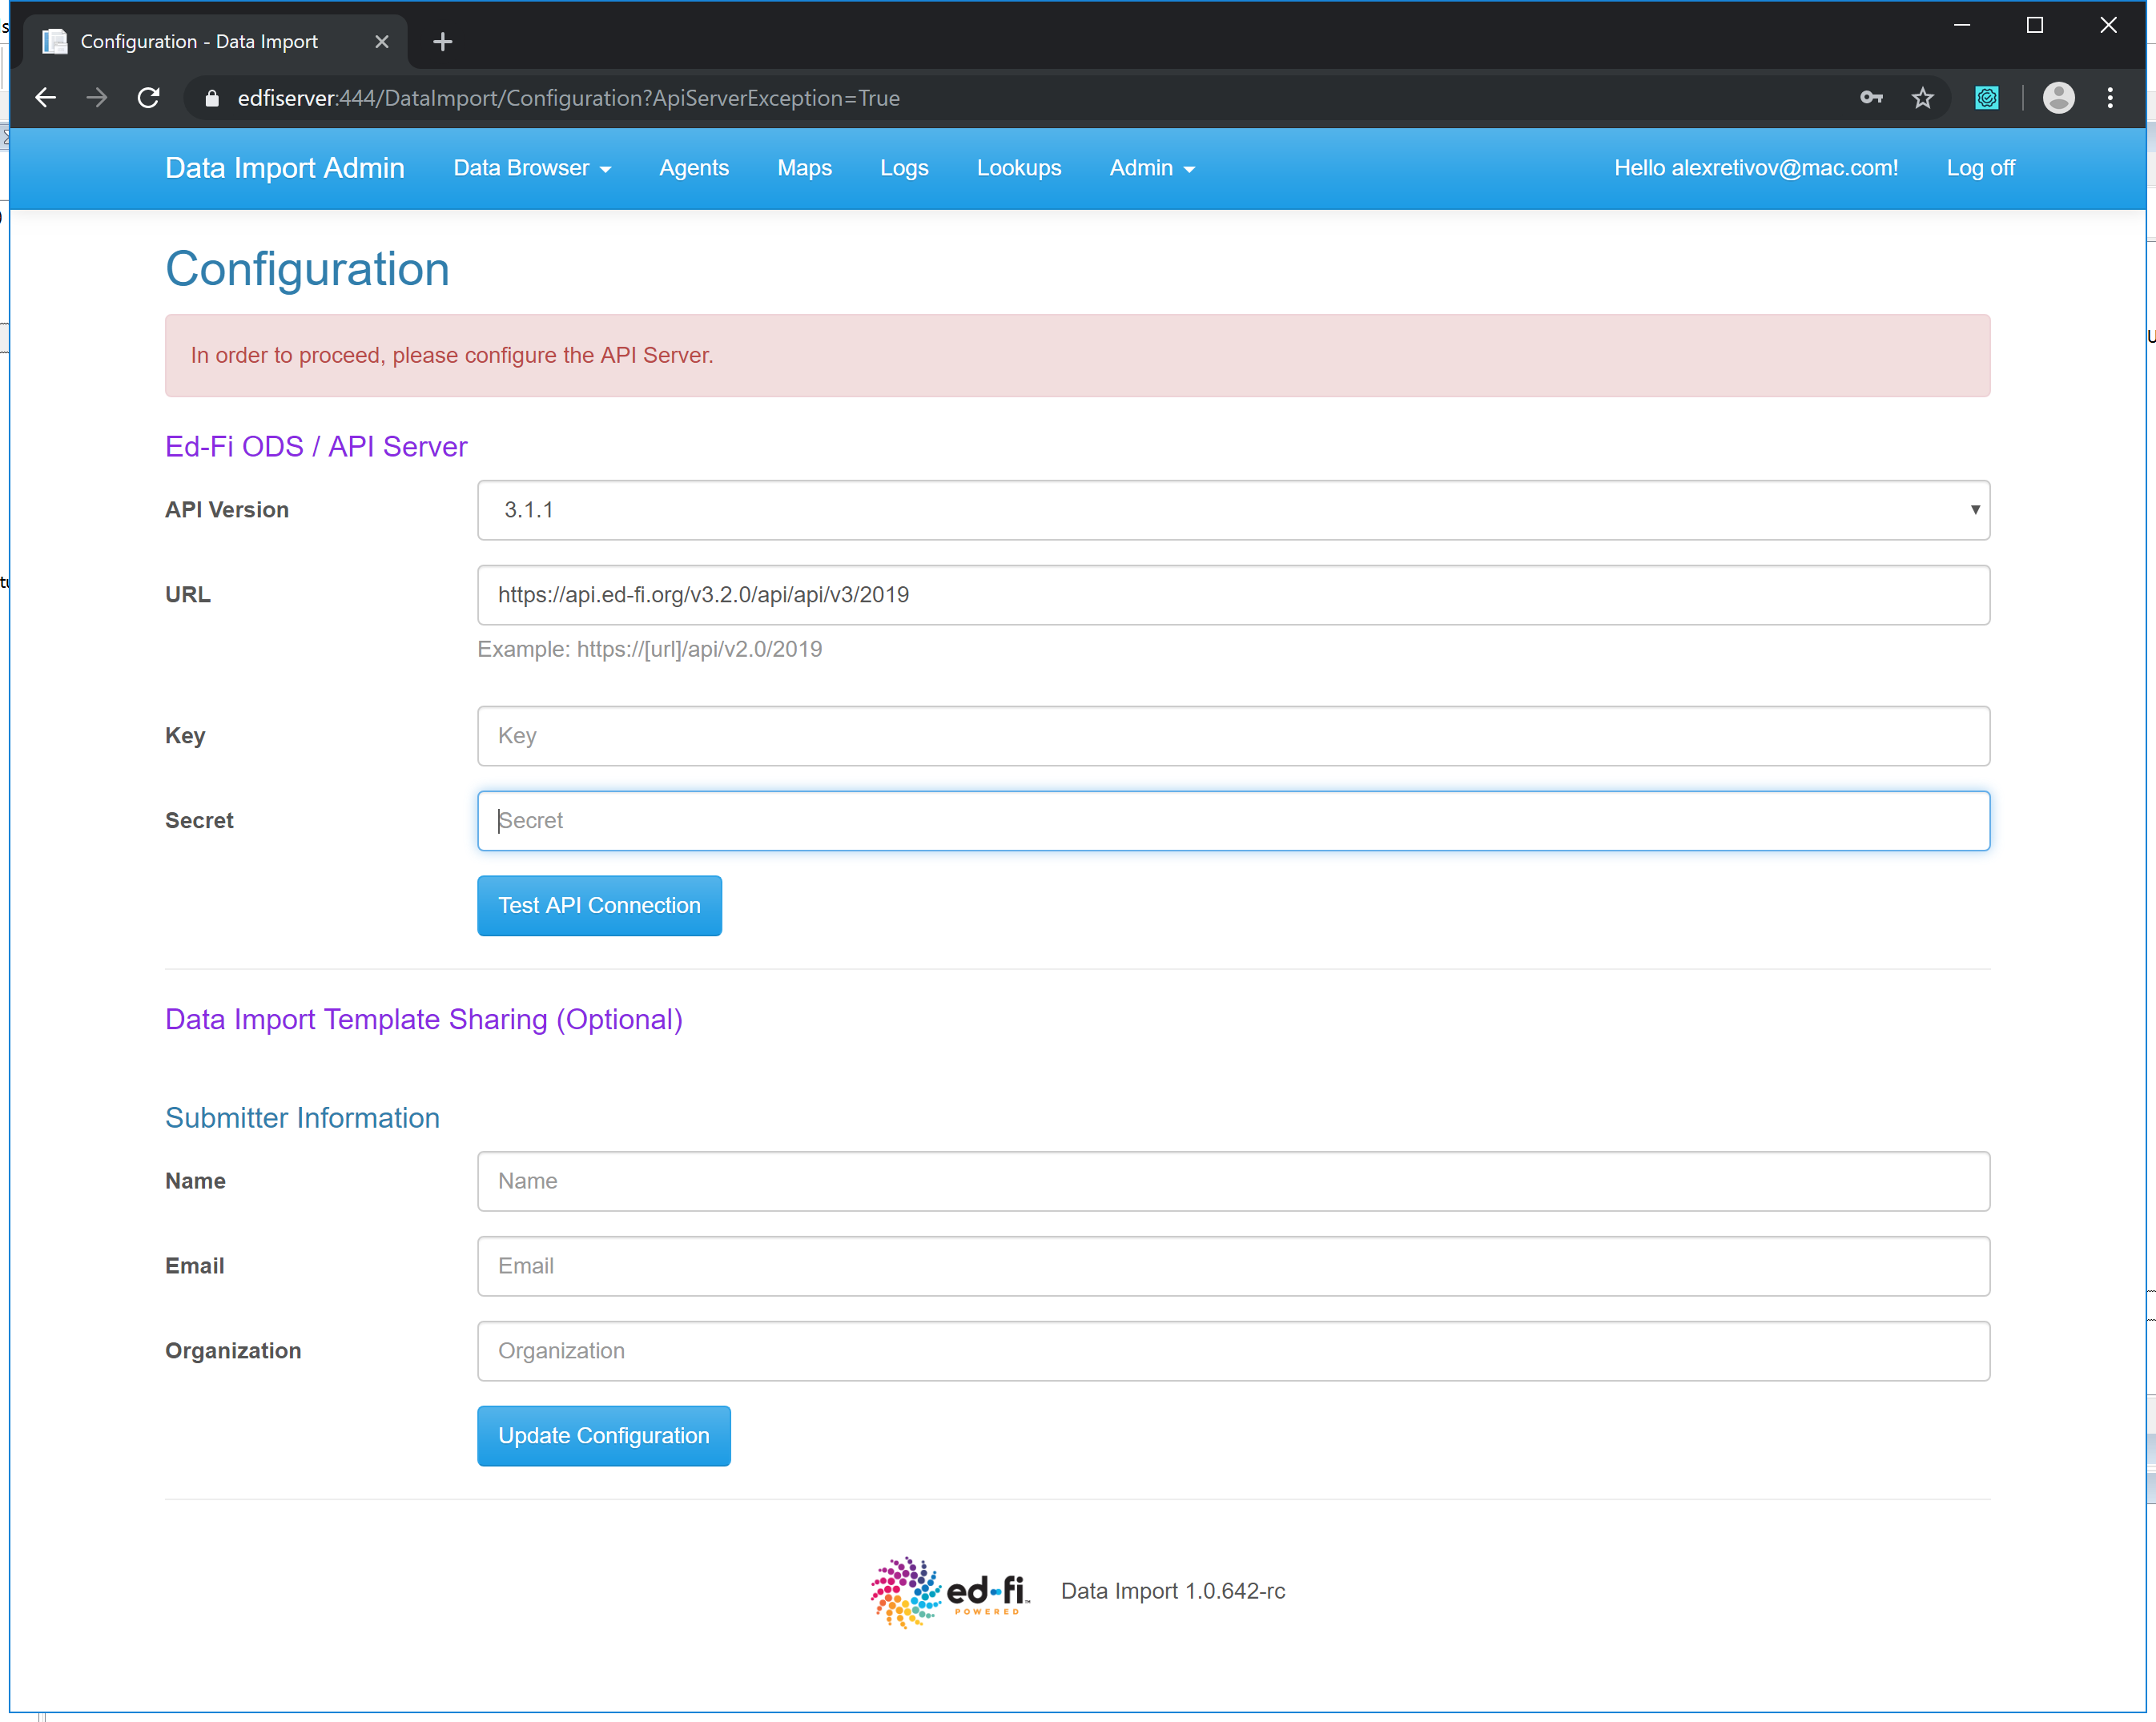 Configuration - Data Import
edfiserver:444/DataImport/Configuration?ApiServerException=True
Data Import Admin Data Browser Agents Maps Logs Lookups Admin Hello alexretivov@mac.com! Log off
Configuration
In order to proceed, please configure the API Server.
Ed-Fi ODS / API Server
API Version 3.1.1
URL https://api.ed-fi.org/v3.2.0/api/api/v3/2019
Example: https://[url]/api/v2.0/2019
Key Key
Secret Secret
Test API Connection
Data Import Template Sharing (Optional)
Submitter Information
Name Name
Email Email
Organization Organization
Update Configuration
ed-fi™ Data Import 1.0.642-rc
POWERED